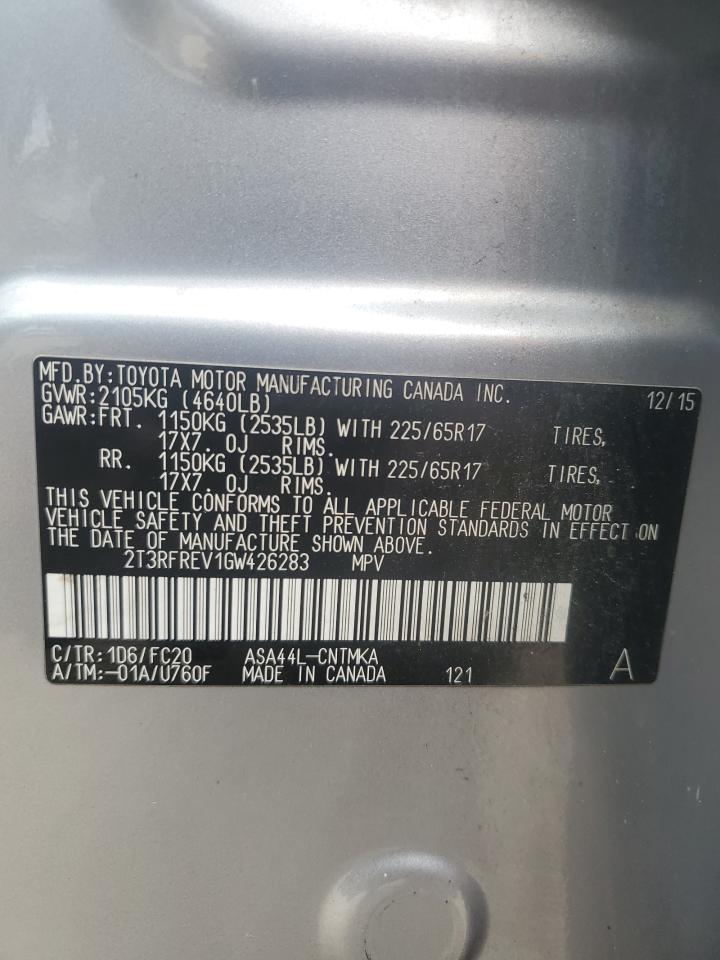 MFD.BY:TOYOTA MOTOR MANUFACTURING CANADA INC. 12/15
GVWR:2105KG (4640LB)
GAWR:FRT. 1150KG (2535LB) WITH 225/65R17 TIRES,
17X7.0J RIMS.
RR. 1150KG (2535LB) WITH 225/65R17 TIRES,
17X7.0J RIMS.
THIS VEHICLE CONFORMS TO ALL APPLICABLE FEDERAL MOTOR
VEHICLE SAFETY AND THEFT PREVENTION STANDARDS IN EFFECT ON
THE DATE OF MANUFACTURE SHOWN ABOVE.
2T3RFREV1GW426283 MPV
C/TR:1D6/FC20 ASA44L-CNTMKA
A/TM:-01A/U760F MADE IN CANADA 121 A